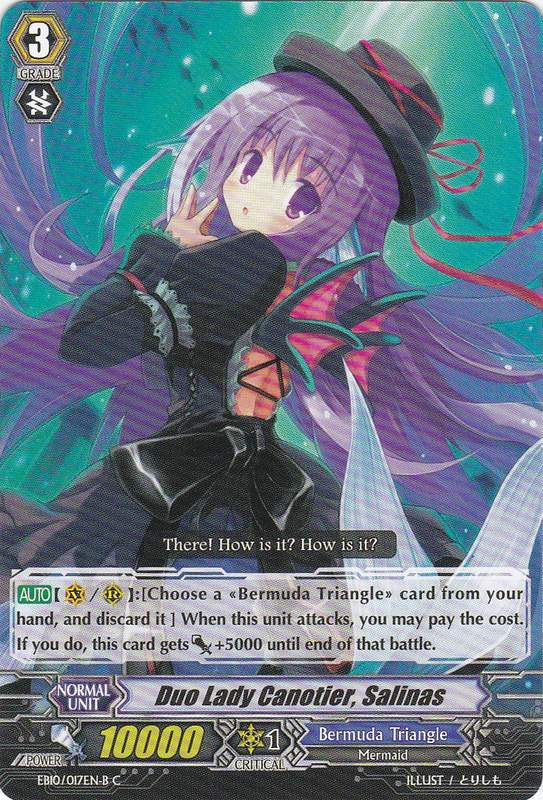 3
GRADE
There! How is it? How is it?
AUTO [ V / R ]:[Choose a «Bermuda Triangle» card from your
hand, and discard it ] When this unit attacks, you may pay the cost.
If you do, this card gets +5000 until end of that battle.
NORMAL
UNIT
Duo Lady Canotier, Salinas
POWER
10000
1
CRITICAL
Bermuda Triangle
Mermaid
EB10/017EN-B C
ILLUST / とりしも